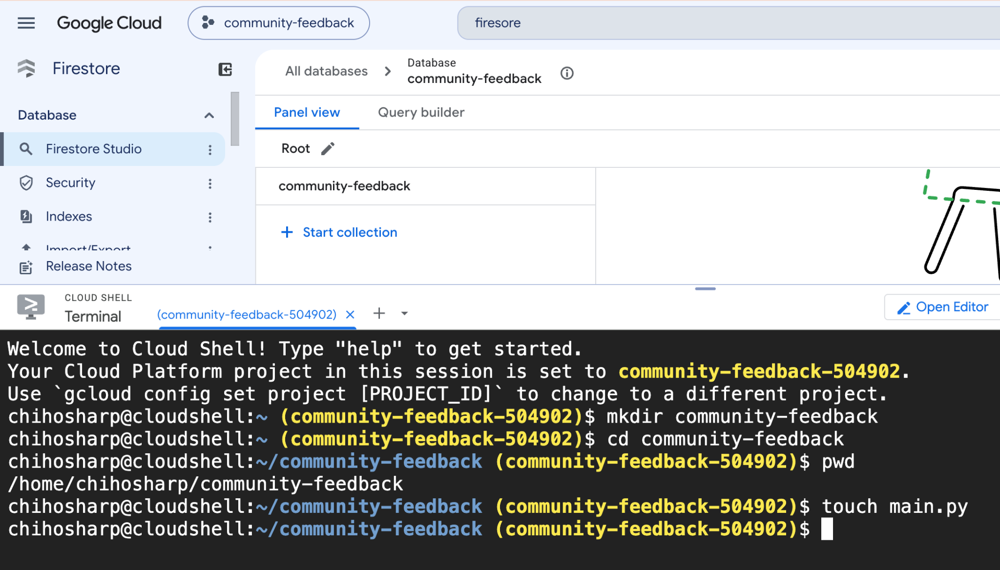 Google Cloud
community-feedback
firesore
Firestore
All databases
Database
community-feedback
Database
Panel view
Query builder
Firestore Studio
Root
Security
community-feedback
Indexes
Start collection
Import/Export
Release Notes
CLOUD SHELL
Terminal
(community-feedback-504902)
Open Editor
Welcome to Cloud Shell! Type "help" to get started.
Your Cloud Platform project in this session is set to community-feedback-504902.
Use `gcloud config set project [PROJECT_ID]` to change to a different project.
chihosharp@cloudshell:~ (community-feedback-504902)$ mkdir community-feedback
chihosharp@cloudshell:~ (community-feedback-504902)$ cd community-feedback
chihosharp@cloudshell:~/community-feedback (community-feedback-504902)$ pwd
/home/chihosharp/community-feedback
chihosharp@cloudshell:~/community-feedback (community-feedback-504902)$ touch main.py
chihosharp@cloudshell:~/community-feedback (community-feedback-504902)$